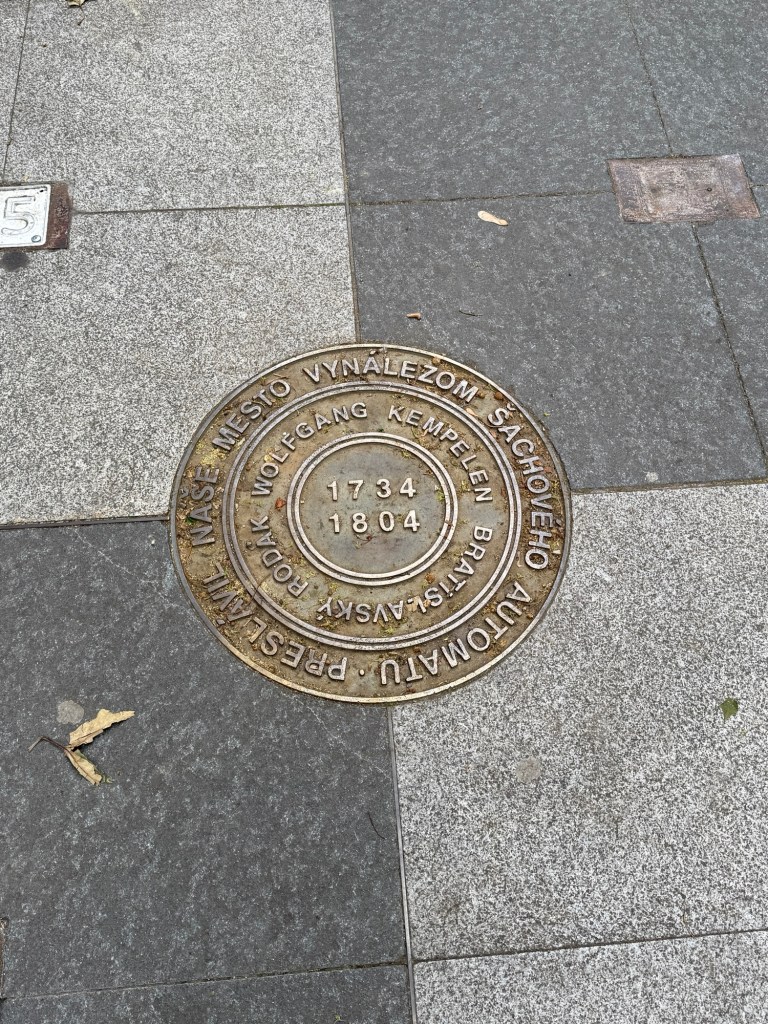 PRESLÁVIL NAŠE MESTO VYNÁLEZOM ŠACHOVÉHO AUTOMATU ·
WOLFGANG KEMPELEN BRATISLAVSKÝ RODÁK
1734
1804
5